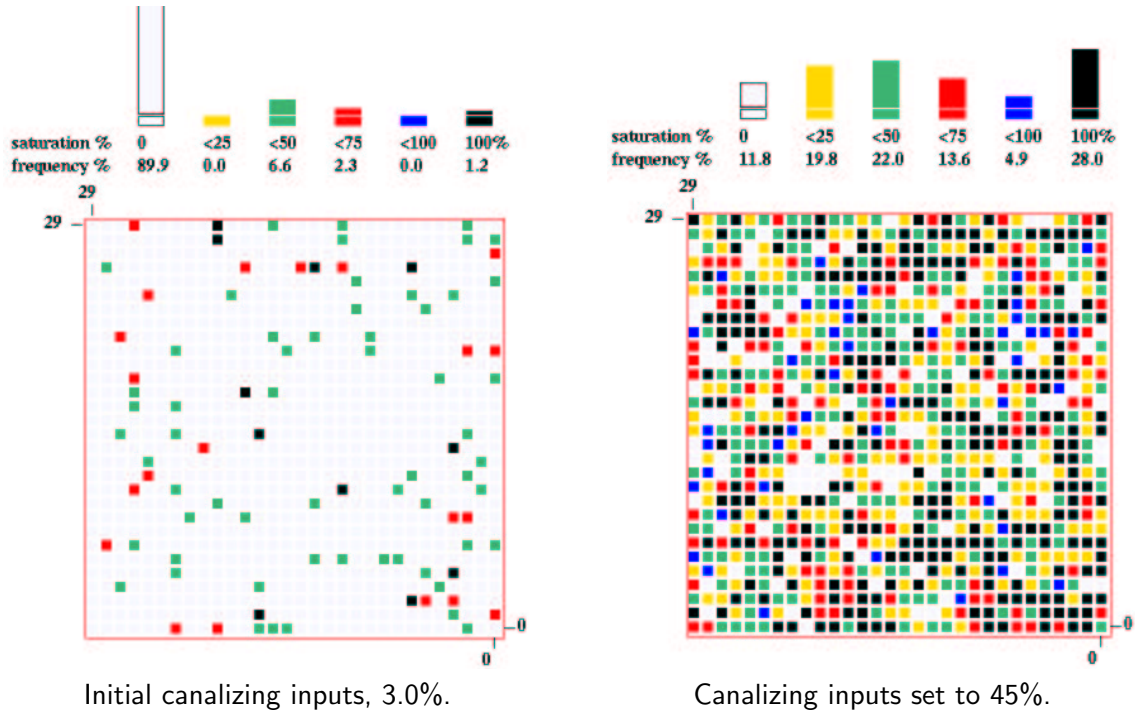 saturation % 0 <25 <50 <75 <100 100%
frequency % 89.9 0.0 6.6 2.3 0.0 1.2
29
29
0
0
Initial canalizing inputs, 3.0%.
saturation % 0 <25 <50 <75 <100 100%
frequency % 11.8 19.8 22.0 13.6 4.9 28.0
29
29
0
0
Canalizing inputs set to 45%.